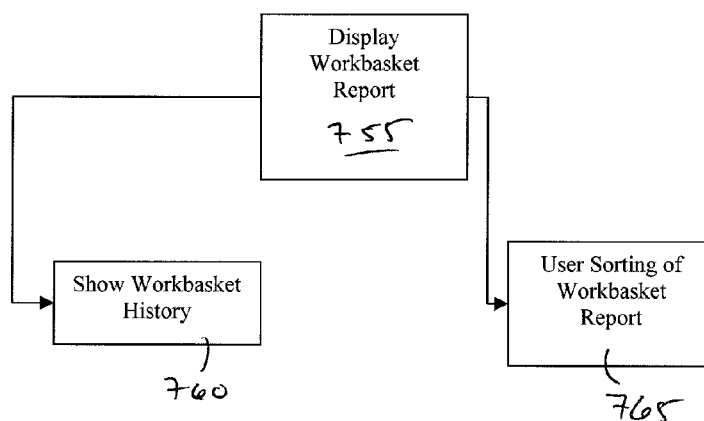 Display
Workbasket
Report
755
Show Workbasket
History
760
User Sorting of
Workbasket
Report
765